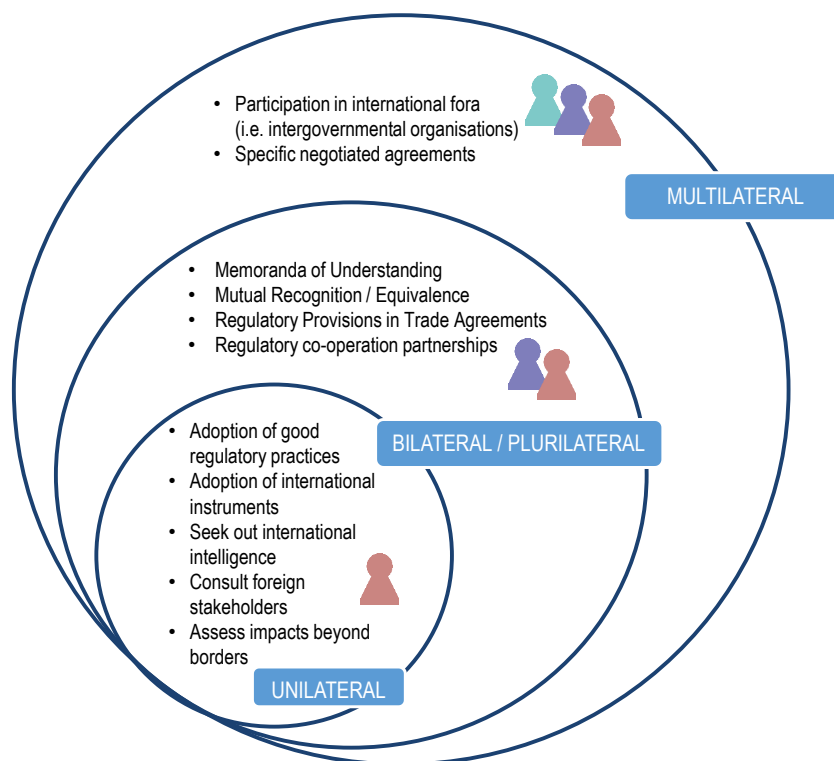 • Participation in international fora
(i.e. intergovernmental organisations)
• Specific negotiated agreements
MULTILATERAL
• Memoranda of Understanding
• Mutual Recognition / Equivalence
• Regulatory Provisions in Trade Agreements
• Regulatory co-operation partnerships
BILATERAL / PLURILATERAL
• Adoption of good
regulatory practices
• Adoption of international
instruments
• Seek out international
intelligence
• Consult foreign
stakeholders
• Assess impacts beyond
borders
UNILATERAL